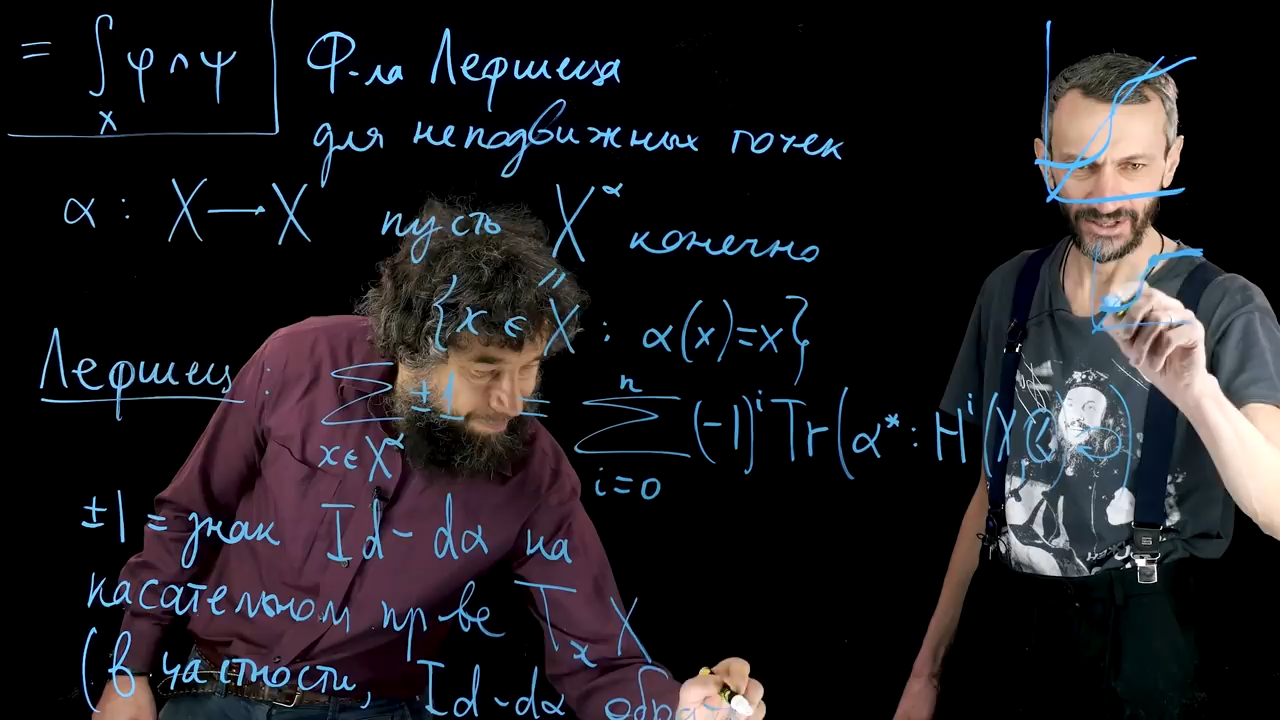 = ∫_X φ ∧ ψ
Ф-ла Лефшеца
для неподвижных точек
α : X → X пусть X^α конечно
=
{x ∈ X : α(x)=x}
Лефшец: ∑_{x∈X^α} ±1 = ∑_{i=0}^{n} (-1)^i Tr(α* : H^i(X
±1 = знак Id - dα на
касательном пр-ве T_x X
(в частности, Id - dα обра